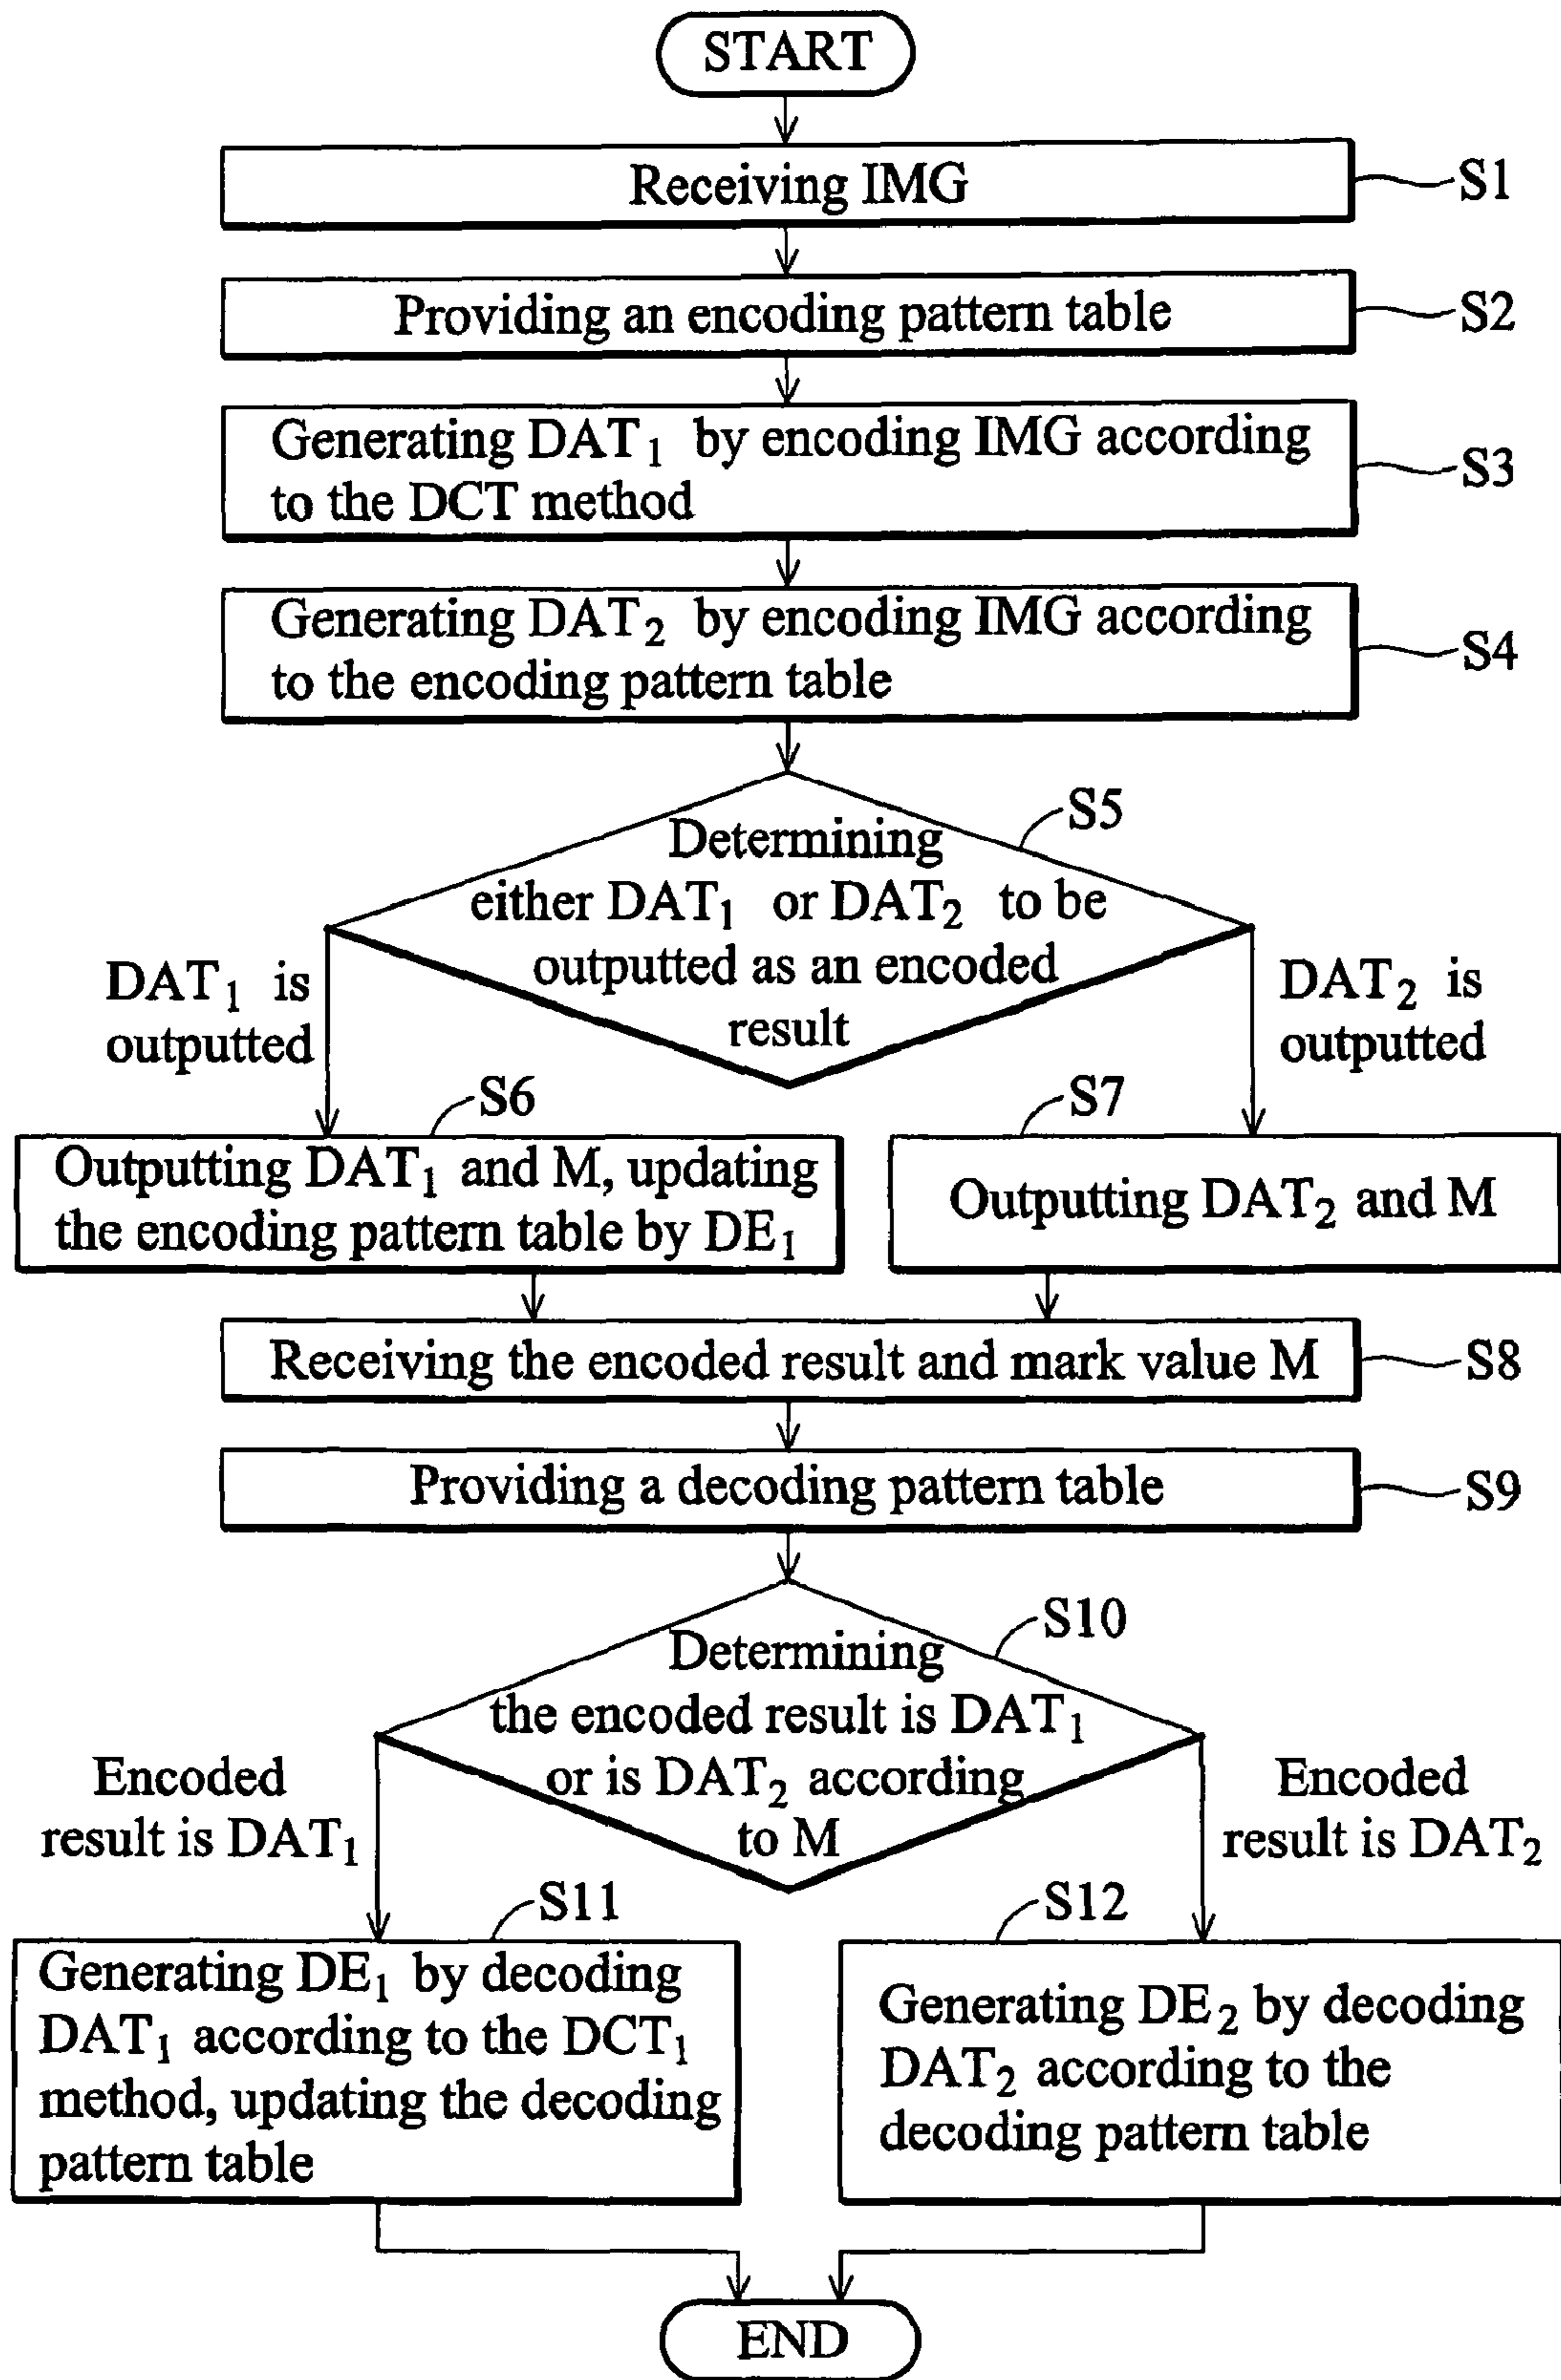 START
Receiving IMG
S1
Providing an encoding pattern table
S2
Generating DAT₁ by encoding IMG according
to the DCT method
S3
Generating DAT₂ by encoding IMG according
to the encoding pattern table
S4
S5
Determining
either DAT₁ or DAT₂ to be
outputted as an encoded
result
DAT₁ is
outputted
DAT₂ is
outputted
S6
Outputting DAT₁ and M, updating
the encoding pattern table by DE₁
S7
Outputting DAT₂ and M
Receiving the encoded result and mark value M
S8
Providing a decoding pattern table
S9
S10
Determining
the encoded result is DAT₁
or is DAT₂ according
to M
Encoded
result is DAT₁
Encoded
result is DAT₂
S11
Generating DE₁ by decoding
DAT₁ according to the DCT₁
method, updating the decoding
pattern table
S12
Generating DE₂ by decoding
DAT₂ according to the
decoding pattern table
END